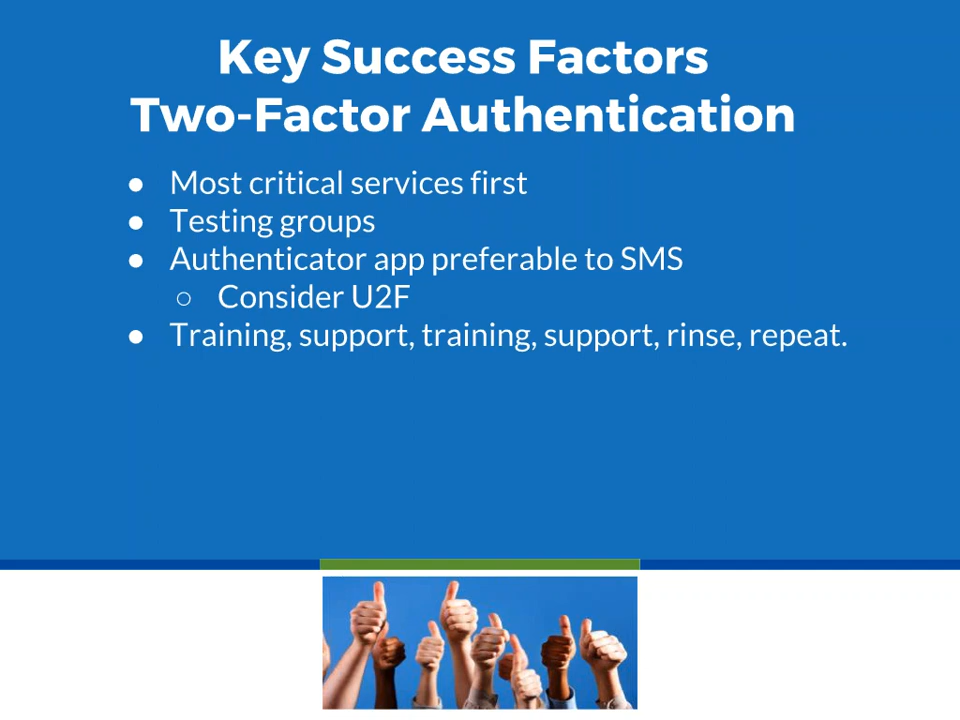 Key Success Factors
Two-Factor Authentication
● Most critical services first
● Testing groups
● Authenticator app preferable to SMS
○ Consider U2F
● Training, support, training, support, rinse, repeat.